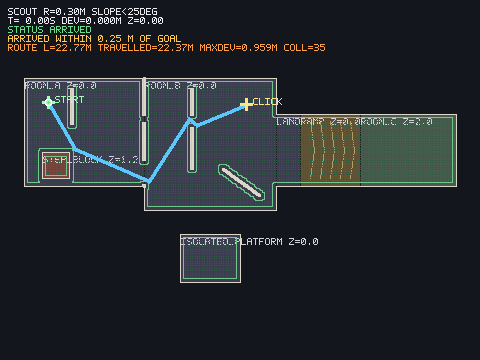 SCOUT R=0.30M SLOPE<25DEG
T= 0.00S DEV=0.000M Z=0.00
STATUS ARRIVED
ARRIVED WITHIN 0.25 M OF GOAL
ROUTE L=22.77M TRAVELLED=22.37M MAXDEV=0.959M COLL=35
ROOM_A Z=0.0 ROOM_B Z=0.0
START
CLICK
Z=0.0 ROOM_C Z=2.0
Z=1.2
ISOLATED_PLATFORM Z=0.0